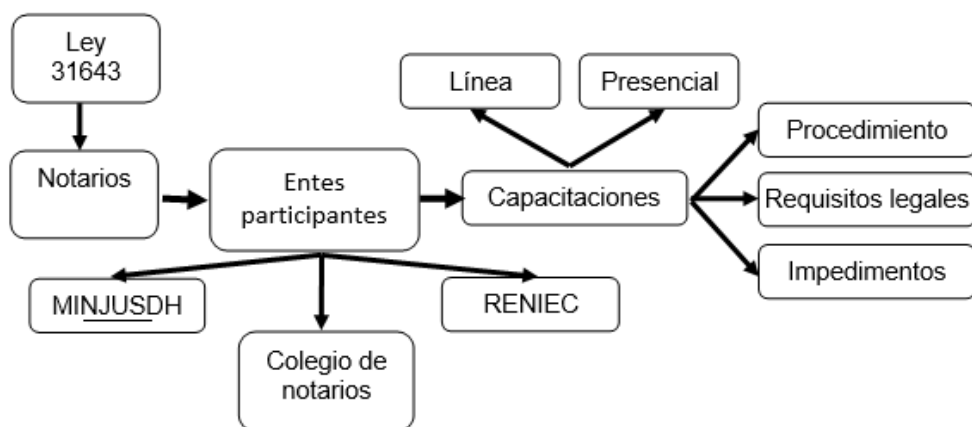 Ley
31643
Notarios
Entes
participantes
MINJUSDH
Colegio de
notarios
RENIEC
Capacitaciones
Línea
Presencial
Procedimiento
Requisitos legales
Impedimentos